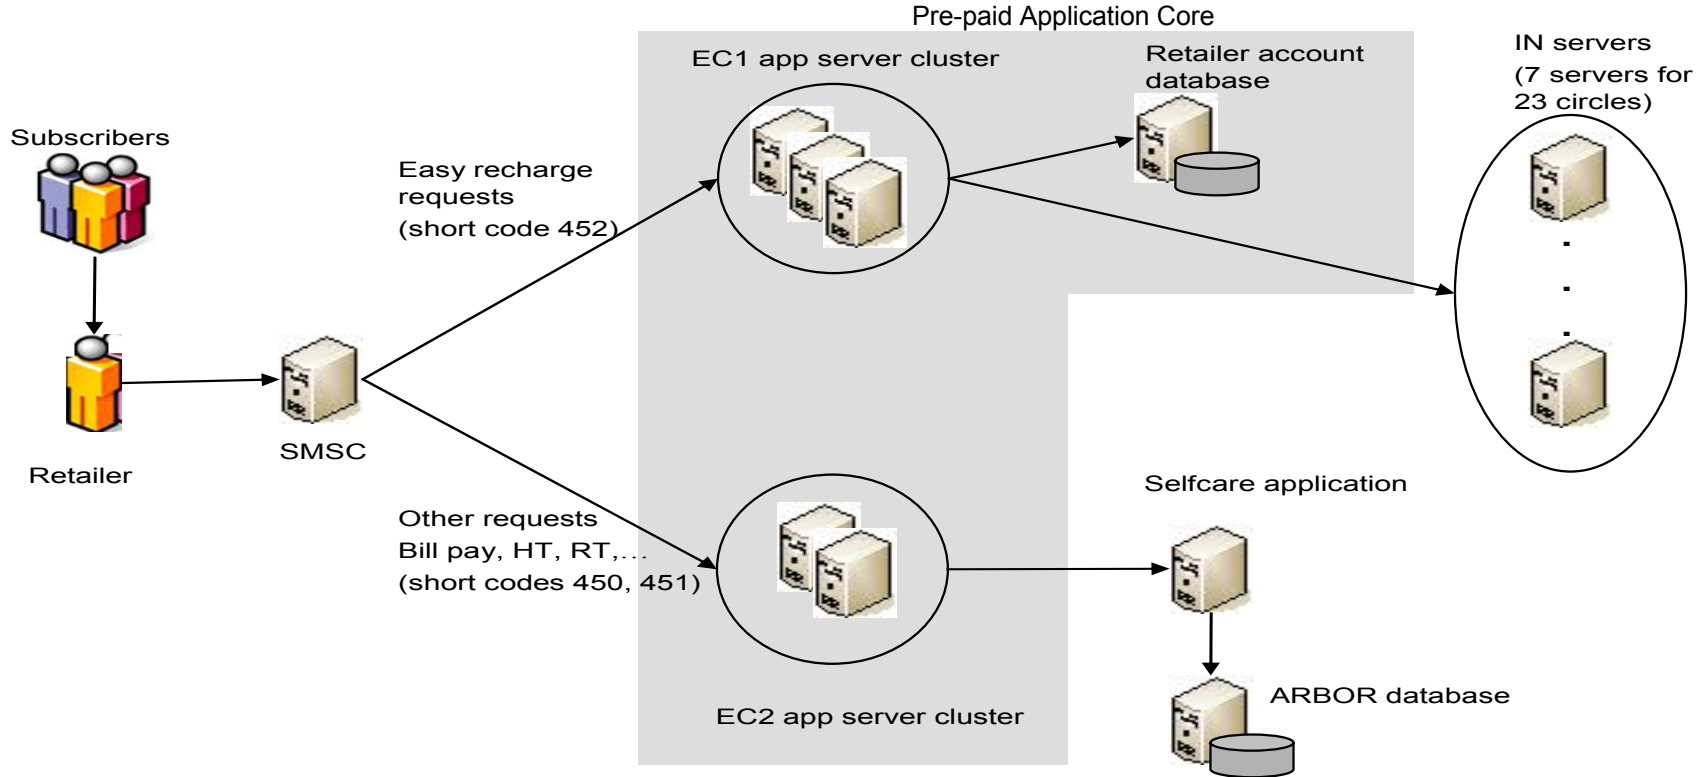 Pre-paid Application Core
EC1 app server cluster
Retailer account
database
IN servers
(7 servers for
23 circles)
Subscribers
Easy recharge
requests
(short code 452)
SMSC
Retailer
Other requests
Bill pay, HT, RT,...
(short codes 450, 451)
Selfcare application
EC2 app server cluster
ARBOR database